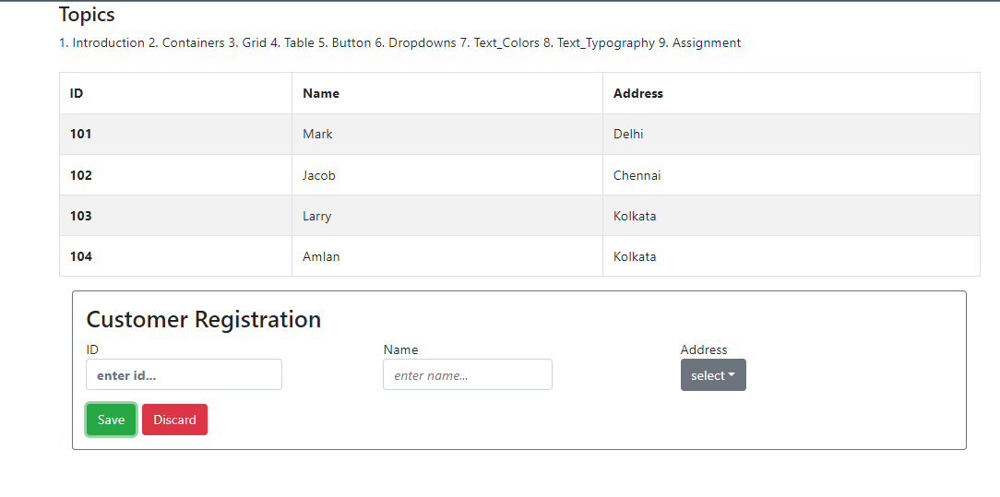 Topics
1. Introduction 2. Containers 3. Grid 4. Table 5. Button 6. Dropdowns 7. Text_Colors 8. Text_Typography 9. Assignment
ID Name Address
101 Mark Delhi
102 Jacob Chennai
103 Larry Kolkata
104 Amlan Kolkata
Customer Registration
ID Name Address
enter id... enter name... select
Save Discard